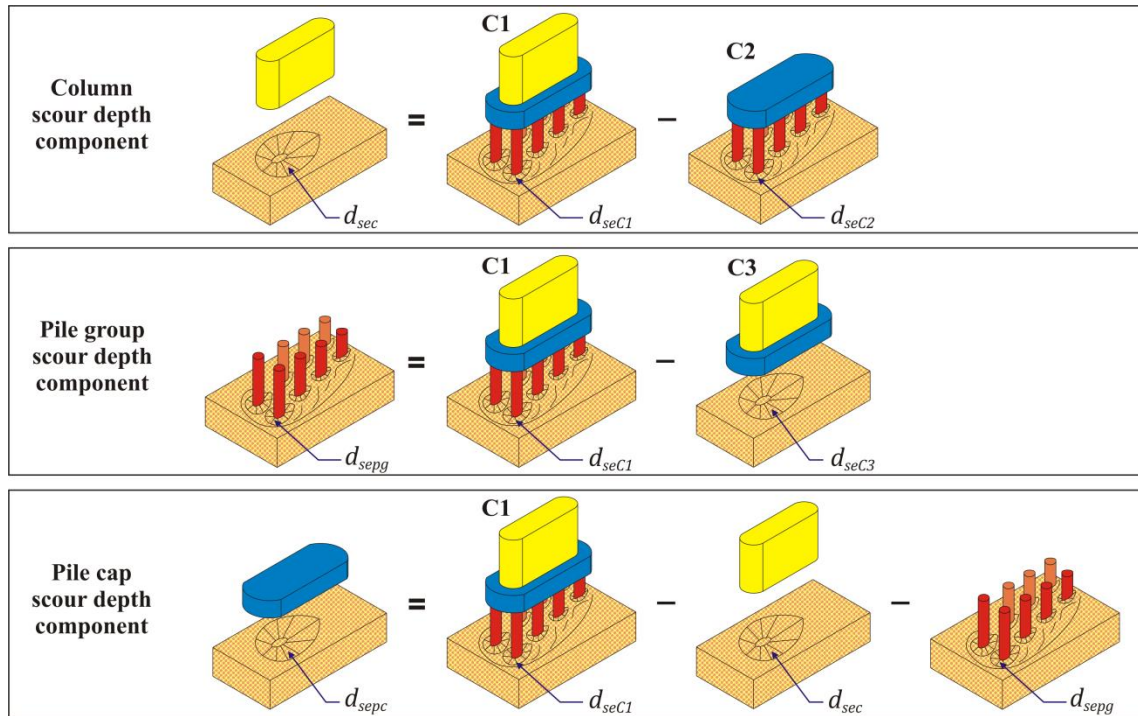 C1
C2
Column
scour depth
component
=
−
d_sec
d_seC1
d_seC2
C1
C3
Pile group
scour depth
component
=
−
d_sepg
d_seC1
d_seC3
C1
Pile cap
scour depth
component
=
−
−
d_sepc
d_seC1
d_sec
d_sepg